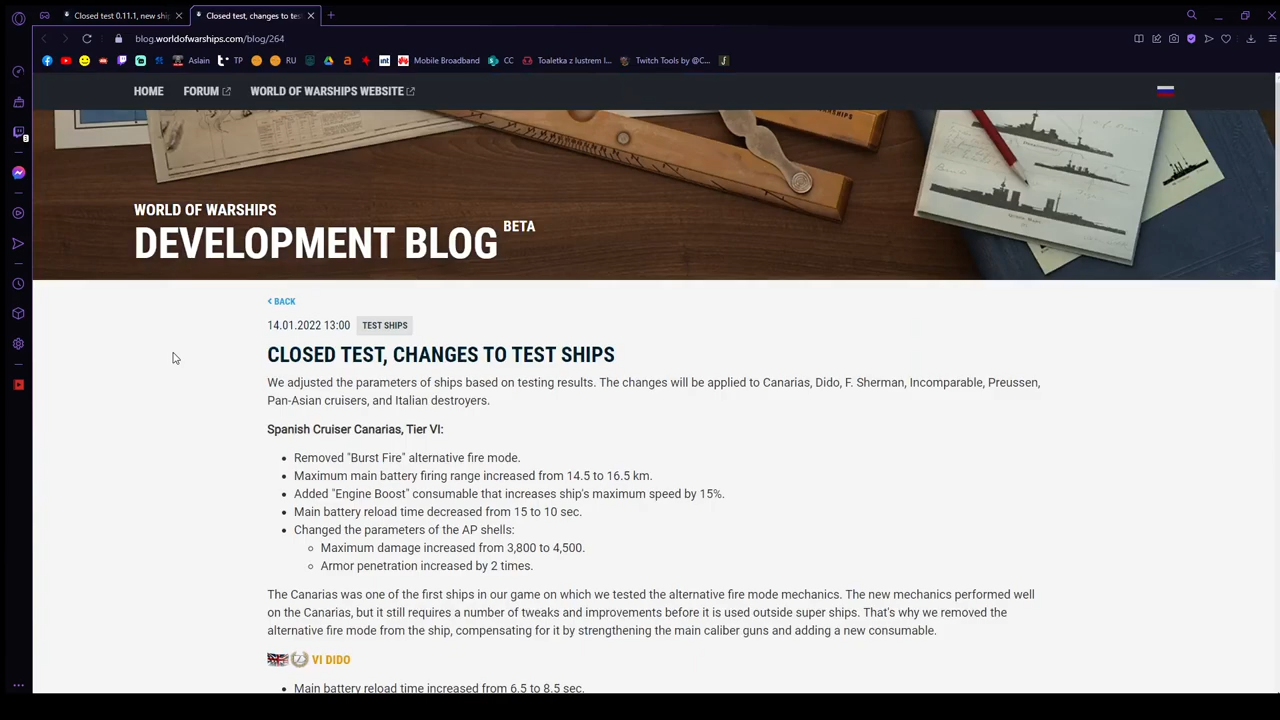 Closed test 0.11.1, new ship
Closed test, changes to test
blog.worldofwarships.com/blog/264
Aslain
TP
RU
int
Mobile Broadband
CC
Toaletka z lustrem I...
Twitch Tools by @C...
HOME
FORUM
WORLD OF WARSHIPS WEBSITE
WORLD OF WARSHIPS
DEVELOPMENT BLOG
BETA
< BACK
14.01.2022 13:00 TEST SHIPS
CLOSED TEST, CHANGES TO TEST SHIPS
We adjusted the parameters of ships based on testing results. The changes will be applied to Canarias, Dido, F. Sherman, Incomparable, Preussen,
Pan-Asian cruisers, and Italian destroyers.
Spanish Cruiser Canarias, Tier VI:
• Removed "Burst Fire" alternative fire mode.
• Maximum main battery firing range increased from 14.5 to 16.5 km.
• Added "Engine Boost" consumable that increases ship's maximum speed by 15%.
• Main battery reload time decreased from 15 to 10 sec.
• Changed the parameters of the AP shells:
○ Maximum damage increased from 3,800 to 4,500.
○ Armor penetration increased by 2 times.
The Canarias was one of the first ships in our game on which we tested the alternative fire mode mechanics. The new mechanics performed well
on the Canarias, but it still requires a number of tweaks and improvements before it is used outside super ships. That's why we removed the
alternative fire mode from the ship, compensating for it by strengthening the main caliber guns and adding a new consumable.
VI DIDO
• Main battery reload time increased from 6.5 to 8.5 sec.